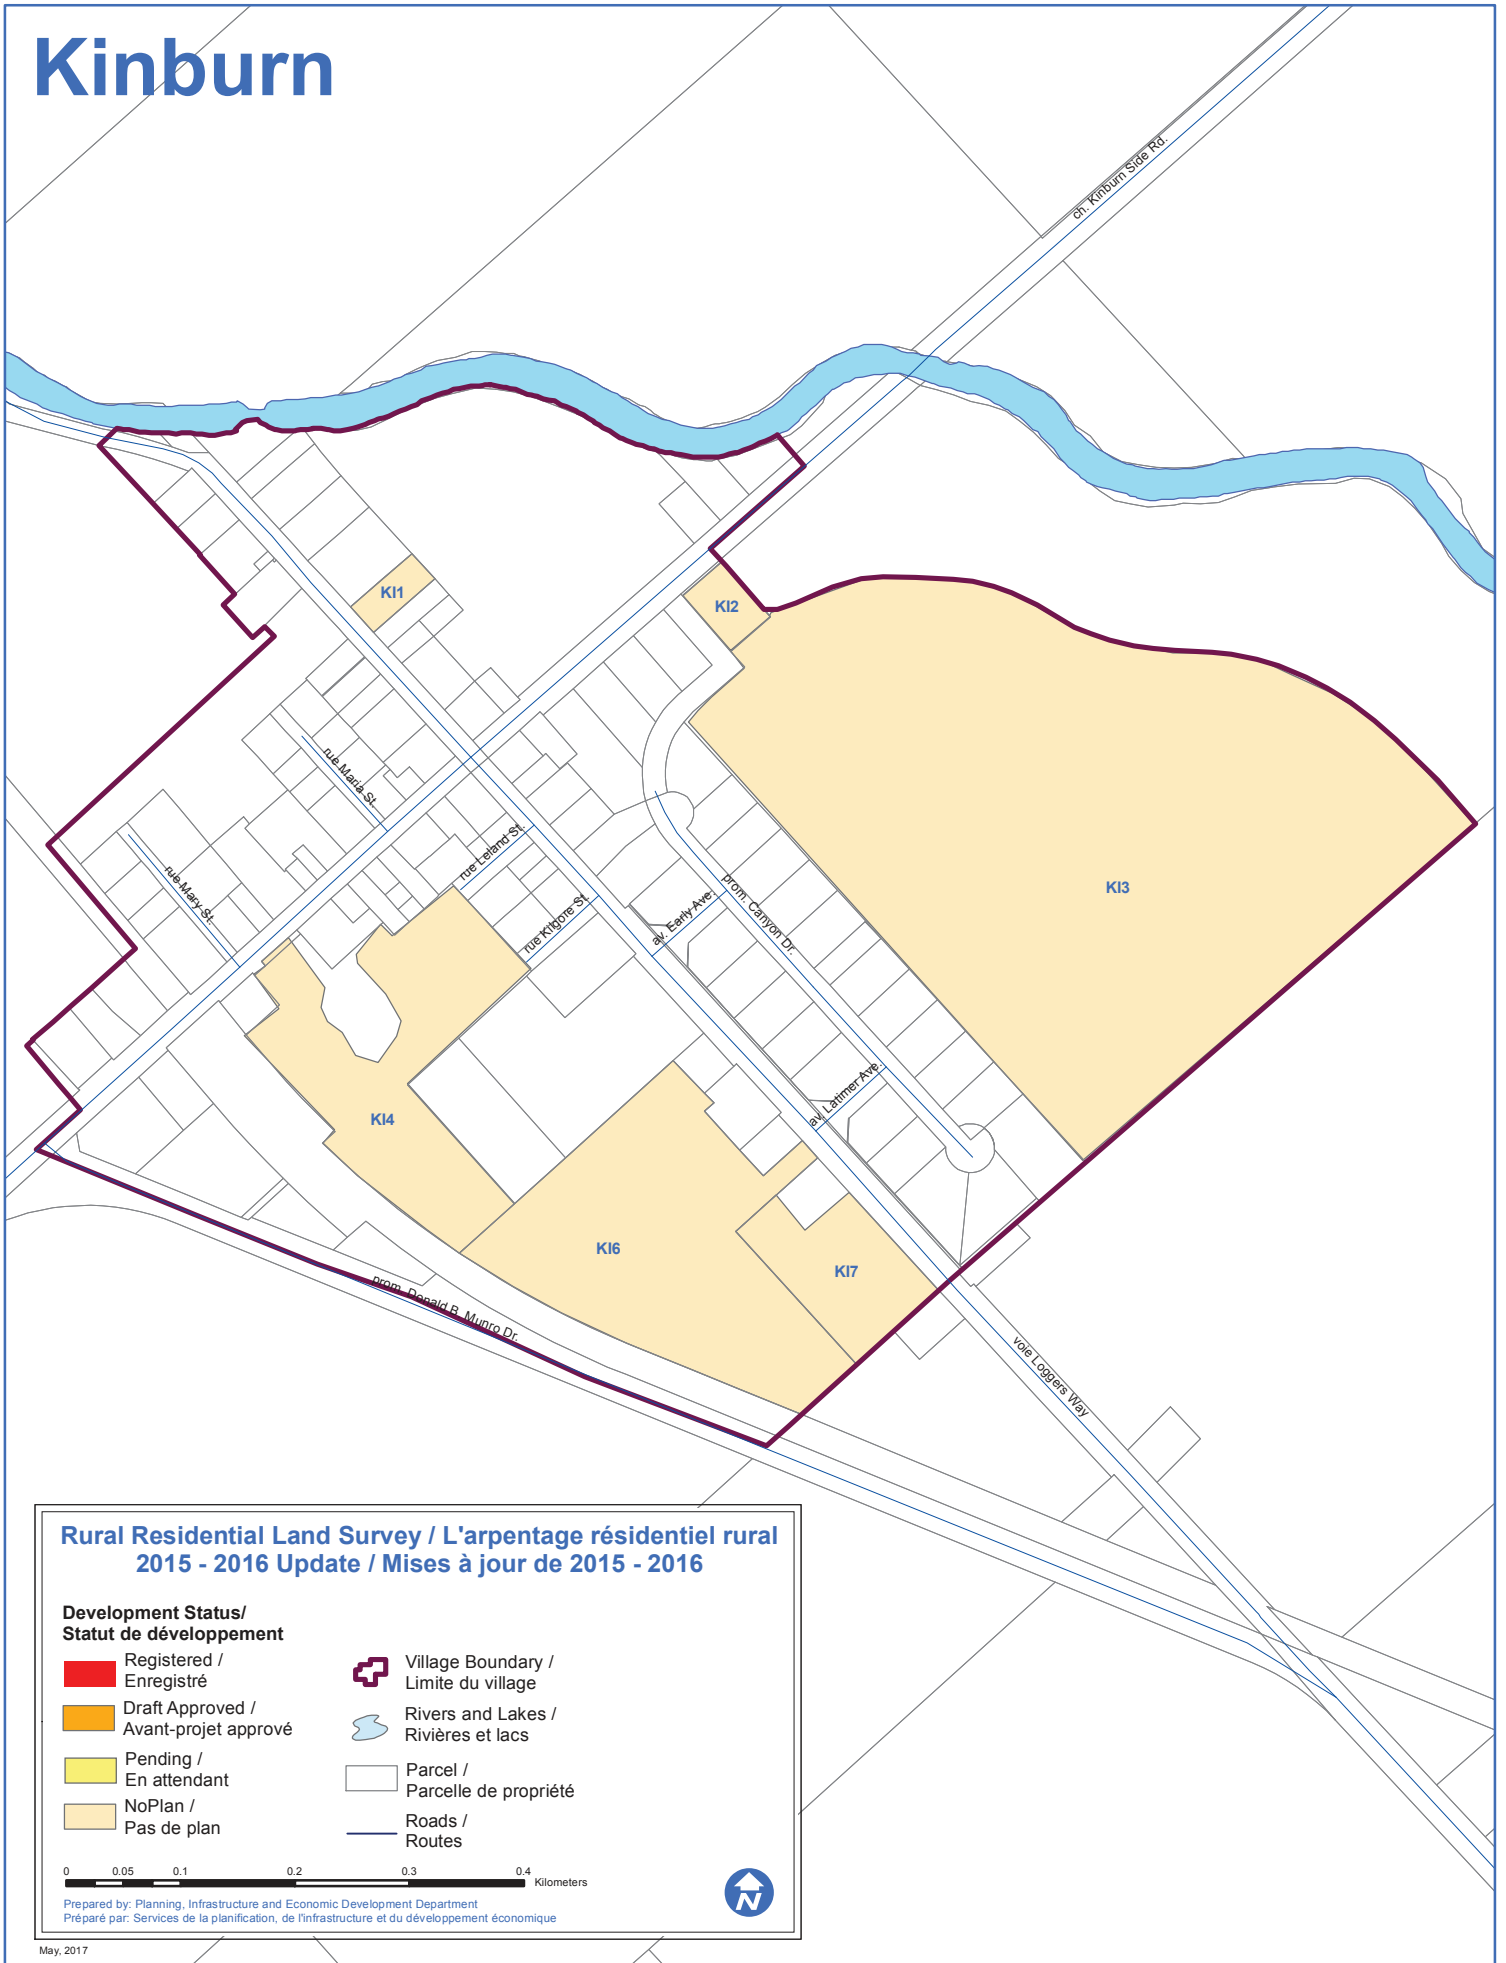 Kinburn
ch. Kinburn Side Rd.
KI1
KI2
rue Maria St.
rue Leland St.
rue Mary St.
rue Kilgore St.
av. Early Ave.
prom. Canyon Dr.
KI3
av. Latimer Ave.
KI4
KI6
KI7
prom. Donald B. Munro Dr.
voie Loggers Way
Rural Residential Land Survey / L'arpentage résidentiel rural
2015 - 2016 Update / Mises à jour de 2015 - 2016
Development Status/
Statut de développement
Registered /
Enregistré
Draft Approved /
Avant-projet apprové
Pending /
En attendant
NoPlan /
Pas de plan
Village Boundary /
Limite du village
Rivers and Lakes /
Rivières et lacs
Parcel /
Parcelle de propriété
Roads /
Routes
0 0.05 0.1 0.2 0.3 0.4
Kilometers
Prepared by: Planning, Infrastructure and Economic Development Department
Préparé par: Services de la planification, de l'infrastructure et du développement économique
N
May, 2017